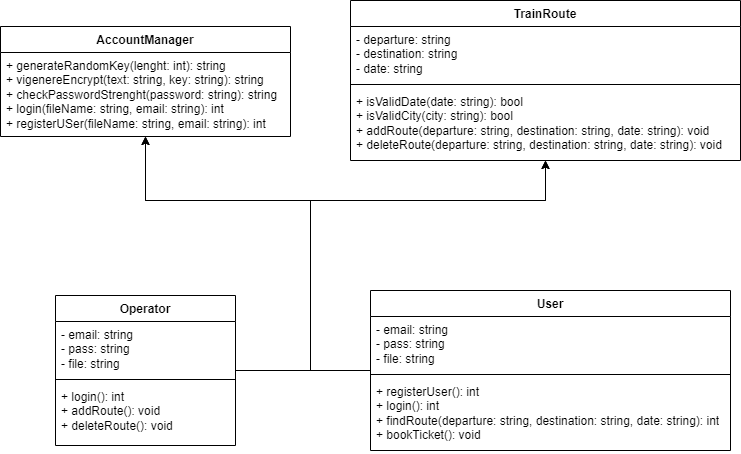 AccountManager
+ generateRandomKey(lenght: int): string
+ vigenereEncrypt(text: string, key: string): string
+ checkPasswordStrenght(password: string): string
+ login(fileName: string, email: string): int
+ registerUSer(fileName: string, email: string): int
TrainRoute
- departure: string
- destination: string
- date: string
+ isValidDate(date: string): bool
+ isValidCity(city: string): bool
+ addRoute(departure: string, destination: string, date: string): void
+ deleteRoute(departure: string, destination: string, date: string): void
Operator
- email: string
- pass: string
- file: string
+ login(): int
+ addRoute(): void
+ deleteRoute(): void
User
- email: string
- pass: string
- file: string
+ registerUser(): int
+ login(): int
+ findRoute(departure: string, destination: string, date: string): int
+ bookTicket(): void